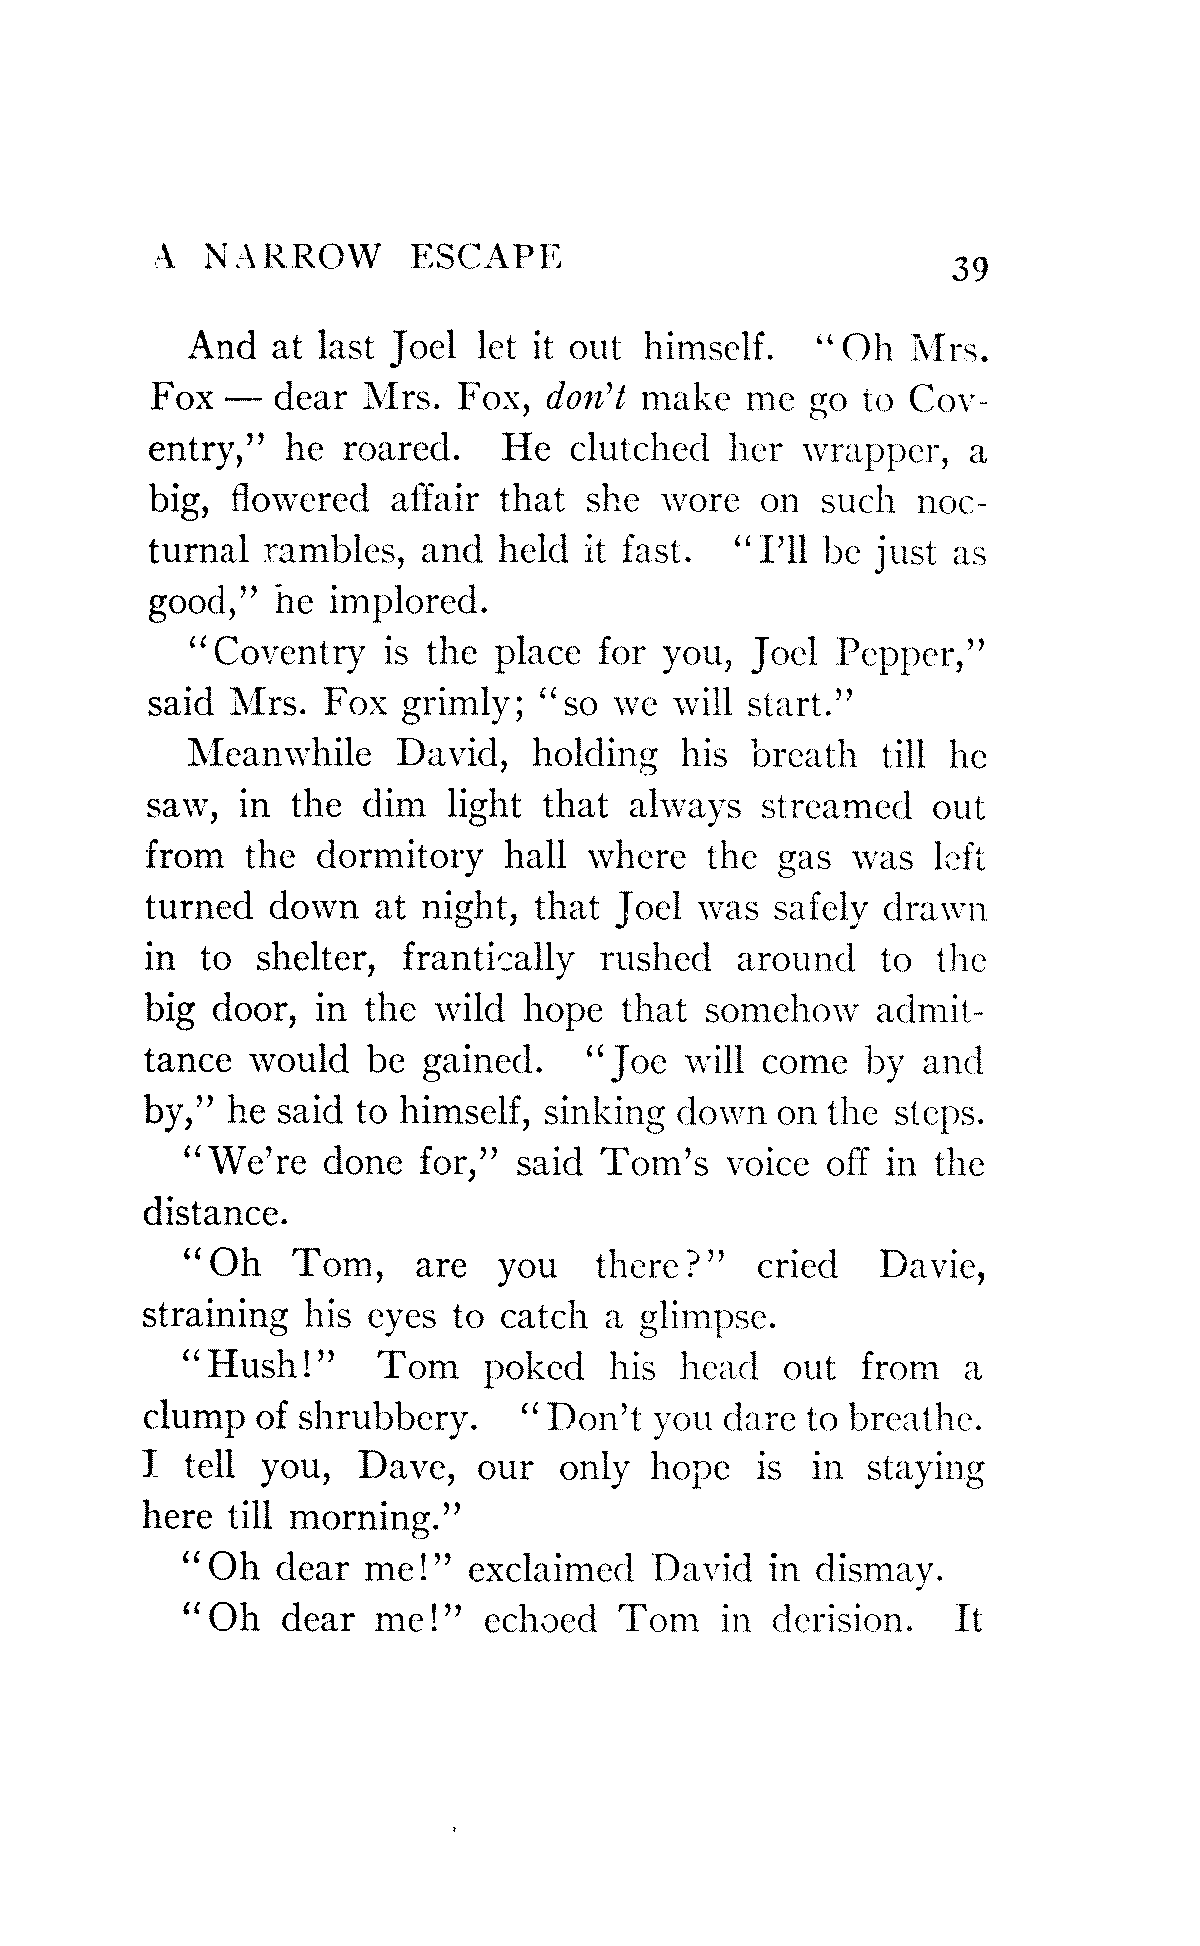 A NARROW ESCAPE 39
And at last Joel let it out himself. "Oh Mrs.
Fox — dear Mrs. Fox, don't make me go to Cov-
entry," he roared. He clutched her wrapper, a
big, flowered affair that she wore on such noc-
turnal rambles, and held it fast. "I'll be just as
good," he implored.
"Coventry is the place for you, Joel Pepper,"
said Mrs. Fox grimly; "so we will start."
Meanwhile David, holding his breath till he
saw, in the dim light that always streamed out
from the dormitory hall where the gas was left
turned down at night, that Joel was safely drawn
in to shelter, frantically rushed around to the
big door, in the wild hope that somehow admit-
tance would be gained. "Joe will come by and
by," he said to himself, sinking down on the steps.
"We're done for," said Tom's voice off in the
distance.
"Oh Tom, are you there?" cried Davie,
straining his eyes to catch a glimpse.
"Hush!" Tom poked his head out from a
clump of shrubbery. "Don't you dare to breathe.
I tell you, Dave, our only hope is in staying
here till morning."
"Oh dear me!" exclaimed David in dismay.
"Oh dear me!" echoed Tom in derision. It